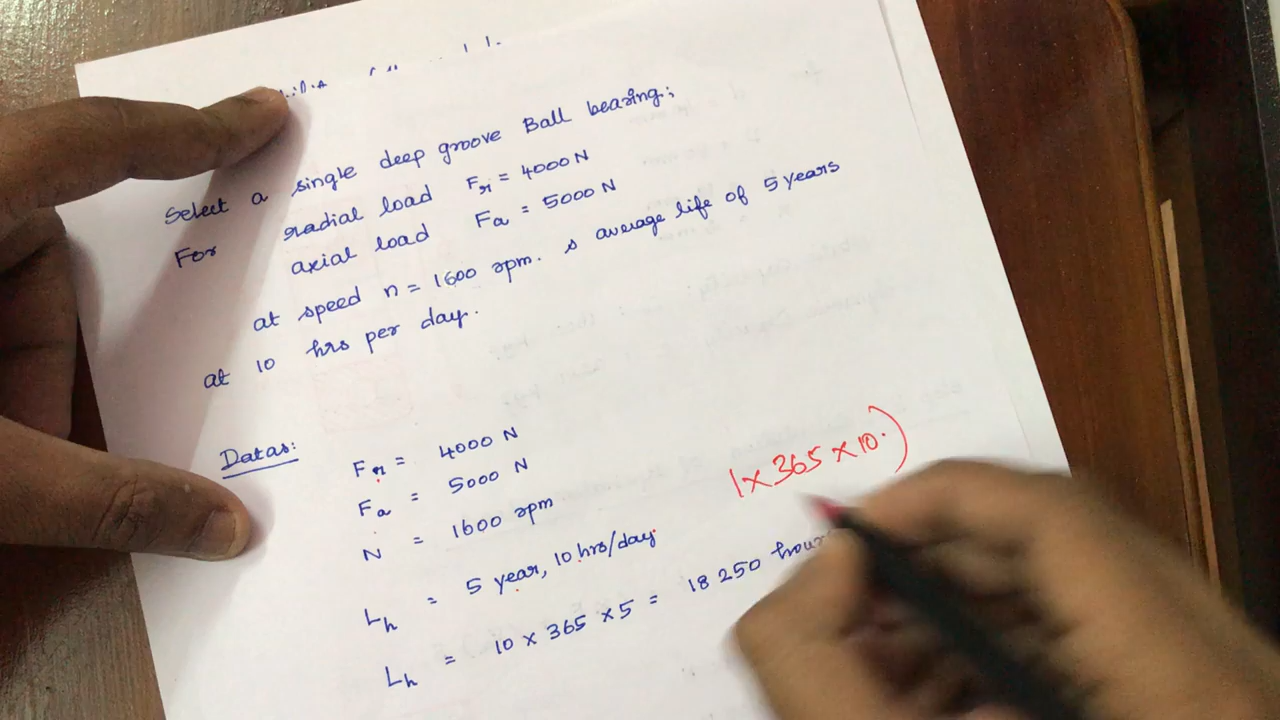 Select a single deep groove Ball bearing;
For radial load Fr = 4000 N
axial load Fa = 5000 N
at speed n = 1600 rpm. s average life of 5 years
at 10 hrs per day.
Datas:
Fr = 4000 N
Fa = 5000 N
N = 1600 rpm
Lh = 5 year, 10 hrs/day
1 x 365 x 10.)
Lh = 10 x 365 x 5 = 18 250 hours